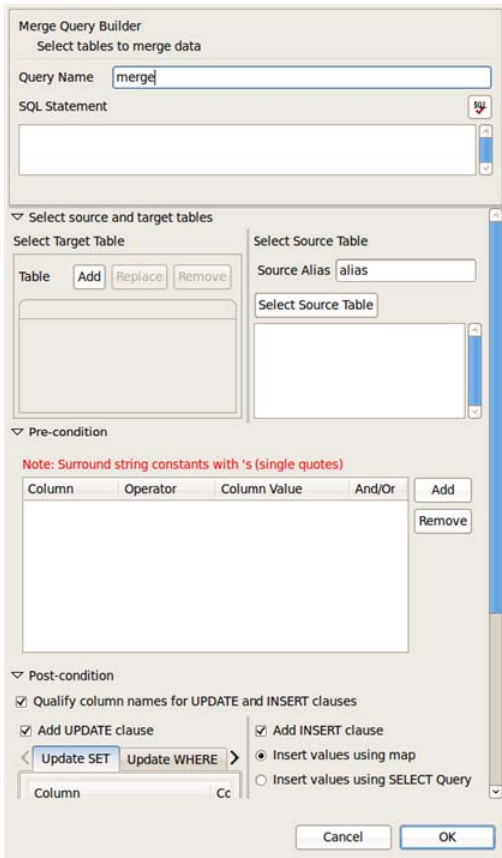 Merge Query Builder
Select tables to merge data
Query Name merge
SQL Statement SQL
Select source and target tables
Select Target Table
Table Add Replace Remove
Select Source Table
Source Alias alias
Select Source Table
Pre-condition
Note: Surround string constants with 's (single quotes)
Column Operator Column Value And/Or Add
Remove
Post-condition
Qualify column names for UPDATE and INSERT clauses
Add UPDATE clause
Update SET Update WHERE
Column Cc
Add INSERT clause
Insert values using map
Insert values using SELECT Query
Cancel OK